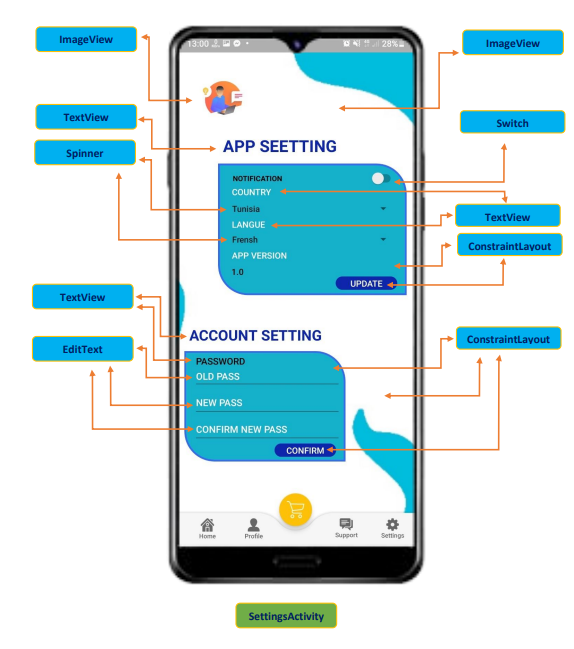 ImageView
ImageView
13:00
28%
TextView
Switch
APP SEETTING
Spinner
NOTIFICATION
COUNTRY
Tunisia
TextView
LANGUE
Frensh
ConstraintLayout
APP VERSION
1.0
UPDATE
TextView
ACCOUNT SETTING
ConstraintLayout
EditText
PASSWORD
OLD PASS
NEW PASS
CONFIRM NEW PASS
CONFIRM
Home
Profile
Support
Settings
SettingsActivity